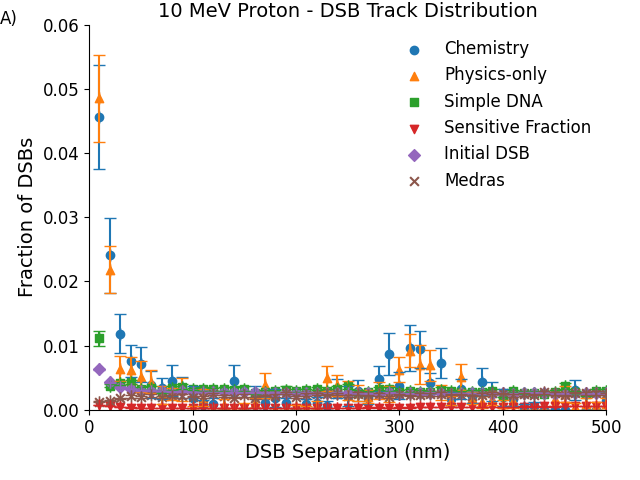 A)
10 MeV Proton - DSB Track Distribution
Fraction of DSBs
0.06
0.05
0.04
0.03
0.02
0.01
0.00
Chemistry
Physics-only
Simple DNA
Sensitive Fraction
Initial DSB
Medras
0 100 200 300 400 500
DSB Separation (nm)